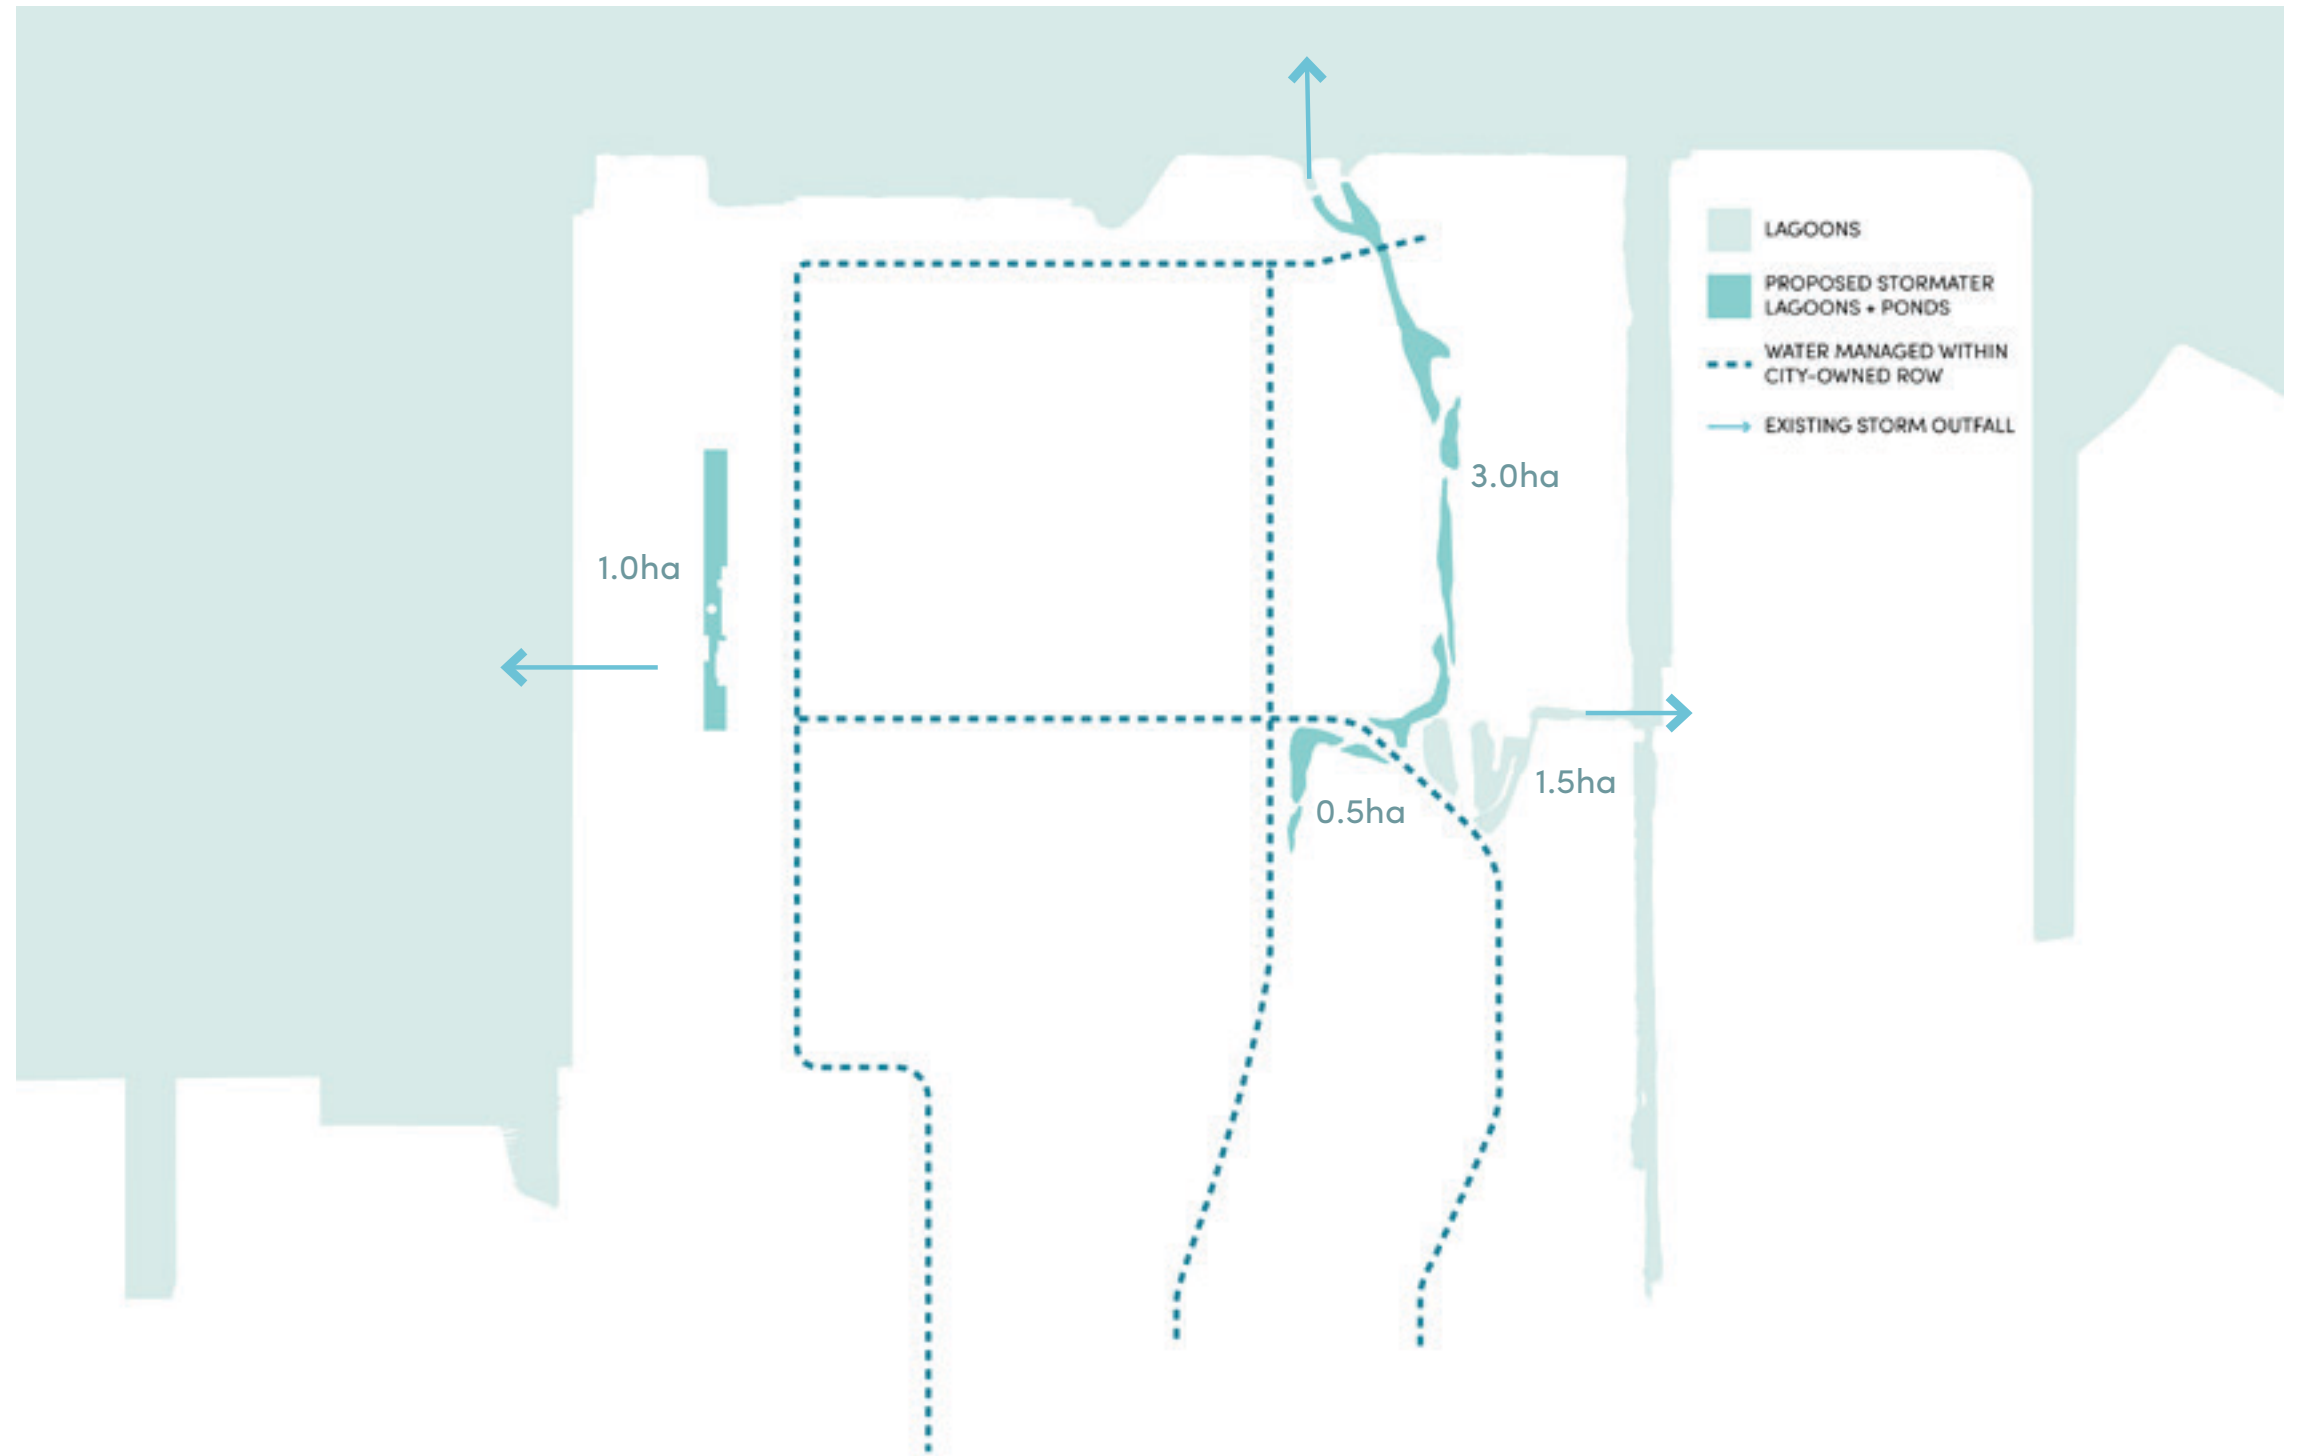 LAGOONS
PROPOSED STORMATER
LAGOONS + PONDS
WATER MANAGED WITHIN
CITY-OWNED ROW
EXISTING STORM OUTFALL
3.0ha
1.0ha
1.5ha
0.5ha